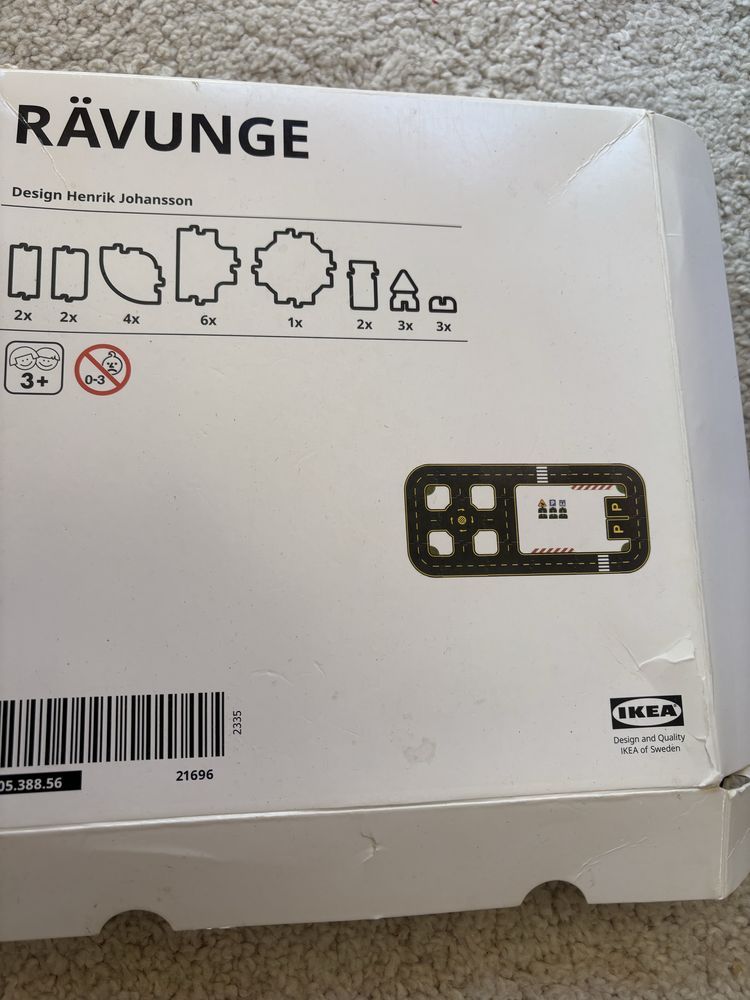 RÄVUNGE
Design Henrik Johansson
2x 2x 4x 6x 1x 2x 3x 3x
3+ 0-3
P P
P
P
2335
05.388.56
21696
IKEA
Design and Quality
IKEA of Sweden